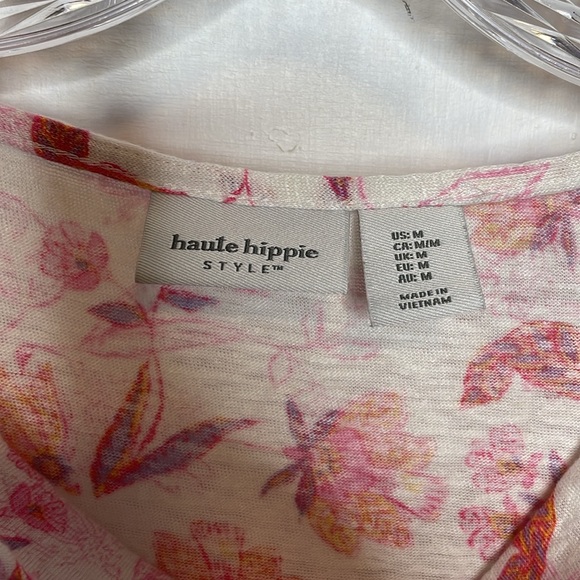 haute hippie
STYLE™
US: M
CA: M/M
UK: M
EU: M
AU: M
MADE IN
VIETNAM